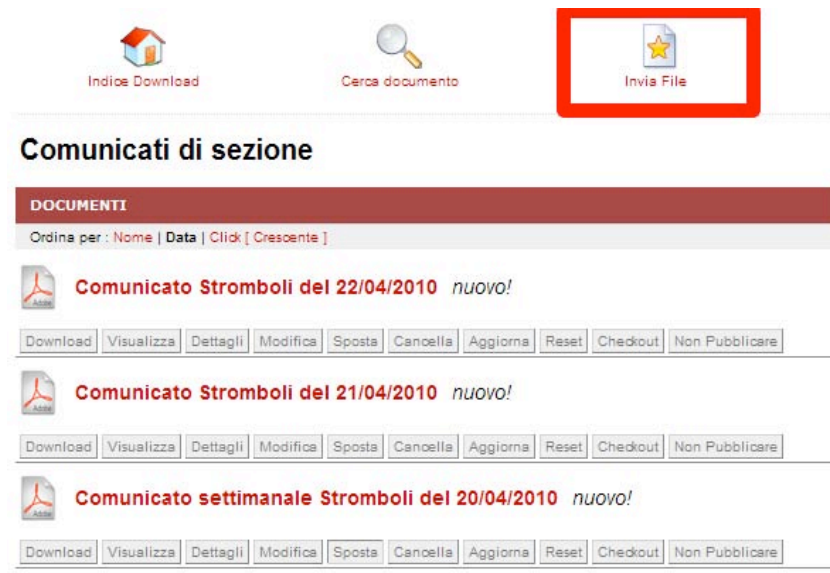 Indice Download
Cerca documento
Invia File
Comunicati di sezione
DOCUMENTI
Ordina per : Nome | Data | Click [ Crescente ]
Adobe
Comunicato Stromboli del 22/04/2010 nuovo!
Download Visualizza Dettagli Modifica Sposta Cancella Aggiorna Reset Checkout Non Pubblicare
Adobe
Comunicato Stromboli del 21/04/2010 nuovo!
Download Visualizza Dettagli Modifica Sposta Cancella Aggiorna Reset Checkout Non Pubblicare
Adobe
Comunicato settimanale Stromboli del 20/04/2010 nuovo!
Download Visualizza Dettagli Modifica Sposta Cancella Aggiorna Reset Checkout Non Pubblicare